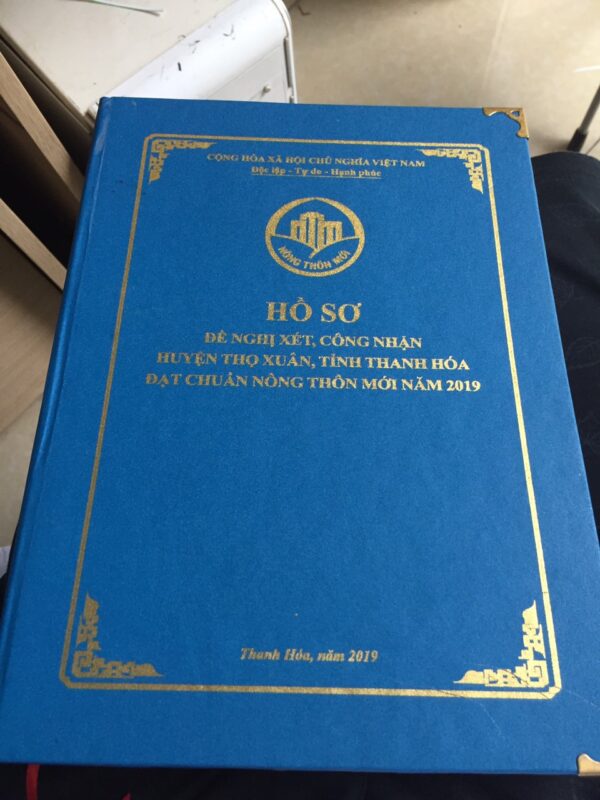 CỘNG HÒA XÃ HỘI CHỦ NGHĨA VIỆT NAM
Độc lập - Tự do - Hạnh phúc
NTM
NÔNG THÔN MỚI
HỒ SƠ
ĐỀ NGHỊ XÉT, CÔNG NHẬN
HUYỆN THỌ XUÂN, TỈNH THANH HÓA
ĐẠT CHUẨN NÔNG THÔN MỚI NĂM 2019
Thanh Hóa, năm 2019